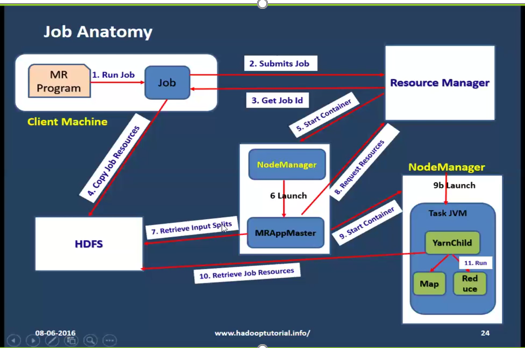 Job Anatomy
MR
Program
1. Run Job
Job
Client Machine
2. Submits Job
3. Get Job Id
Resource Manager
4. Copy Job Resources
5. Start Container
NodeManager
6 Launch
MRAppMaster
7. Retrieve Input Splits
8. Request Resources
9. Start Container
HDFS
10. Retrieve Job Resources
NodeManager
9b Launch
Task JVM
YarnChild
11. Run
Map
Red
uce
08-06-2016
www.hadooptutorial.info/
24